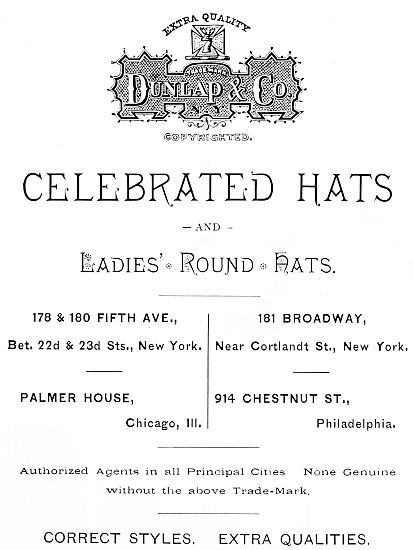 EXTRA QUALITY
DUNLAP & CO.
COPYRIGHTED.
CELEBRATED HATS
— AND –
LADIES' ROUND HATS.
178 & 180 FIFTH AVE.,
Bet. 22d & 23d Sts., New York.
181 BROADWAY,
Near Cortlandt St., New York.
PALMER HOUSE,
Chicago, Ill.
914 CHESTNUT ST.,
Philadelphia.
Authorized Agents in all Principal Cities None Genuine
without the above Trade-Mark.
CORRECT STYLES. EXTRA QUALITIES.